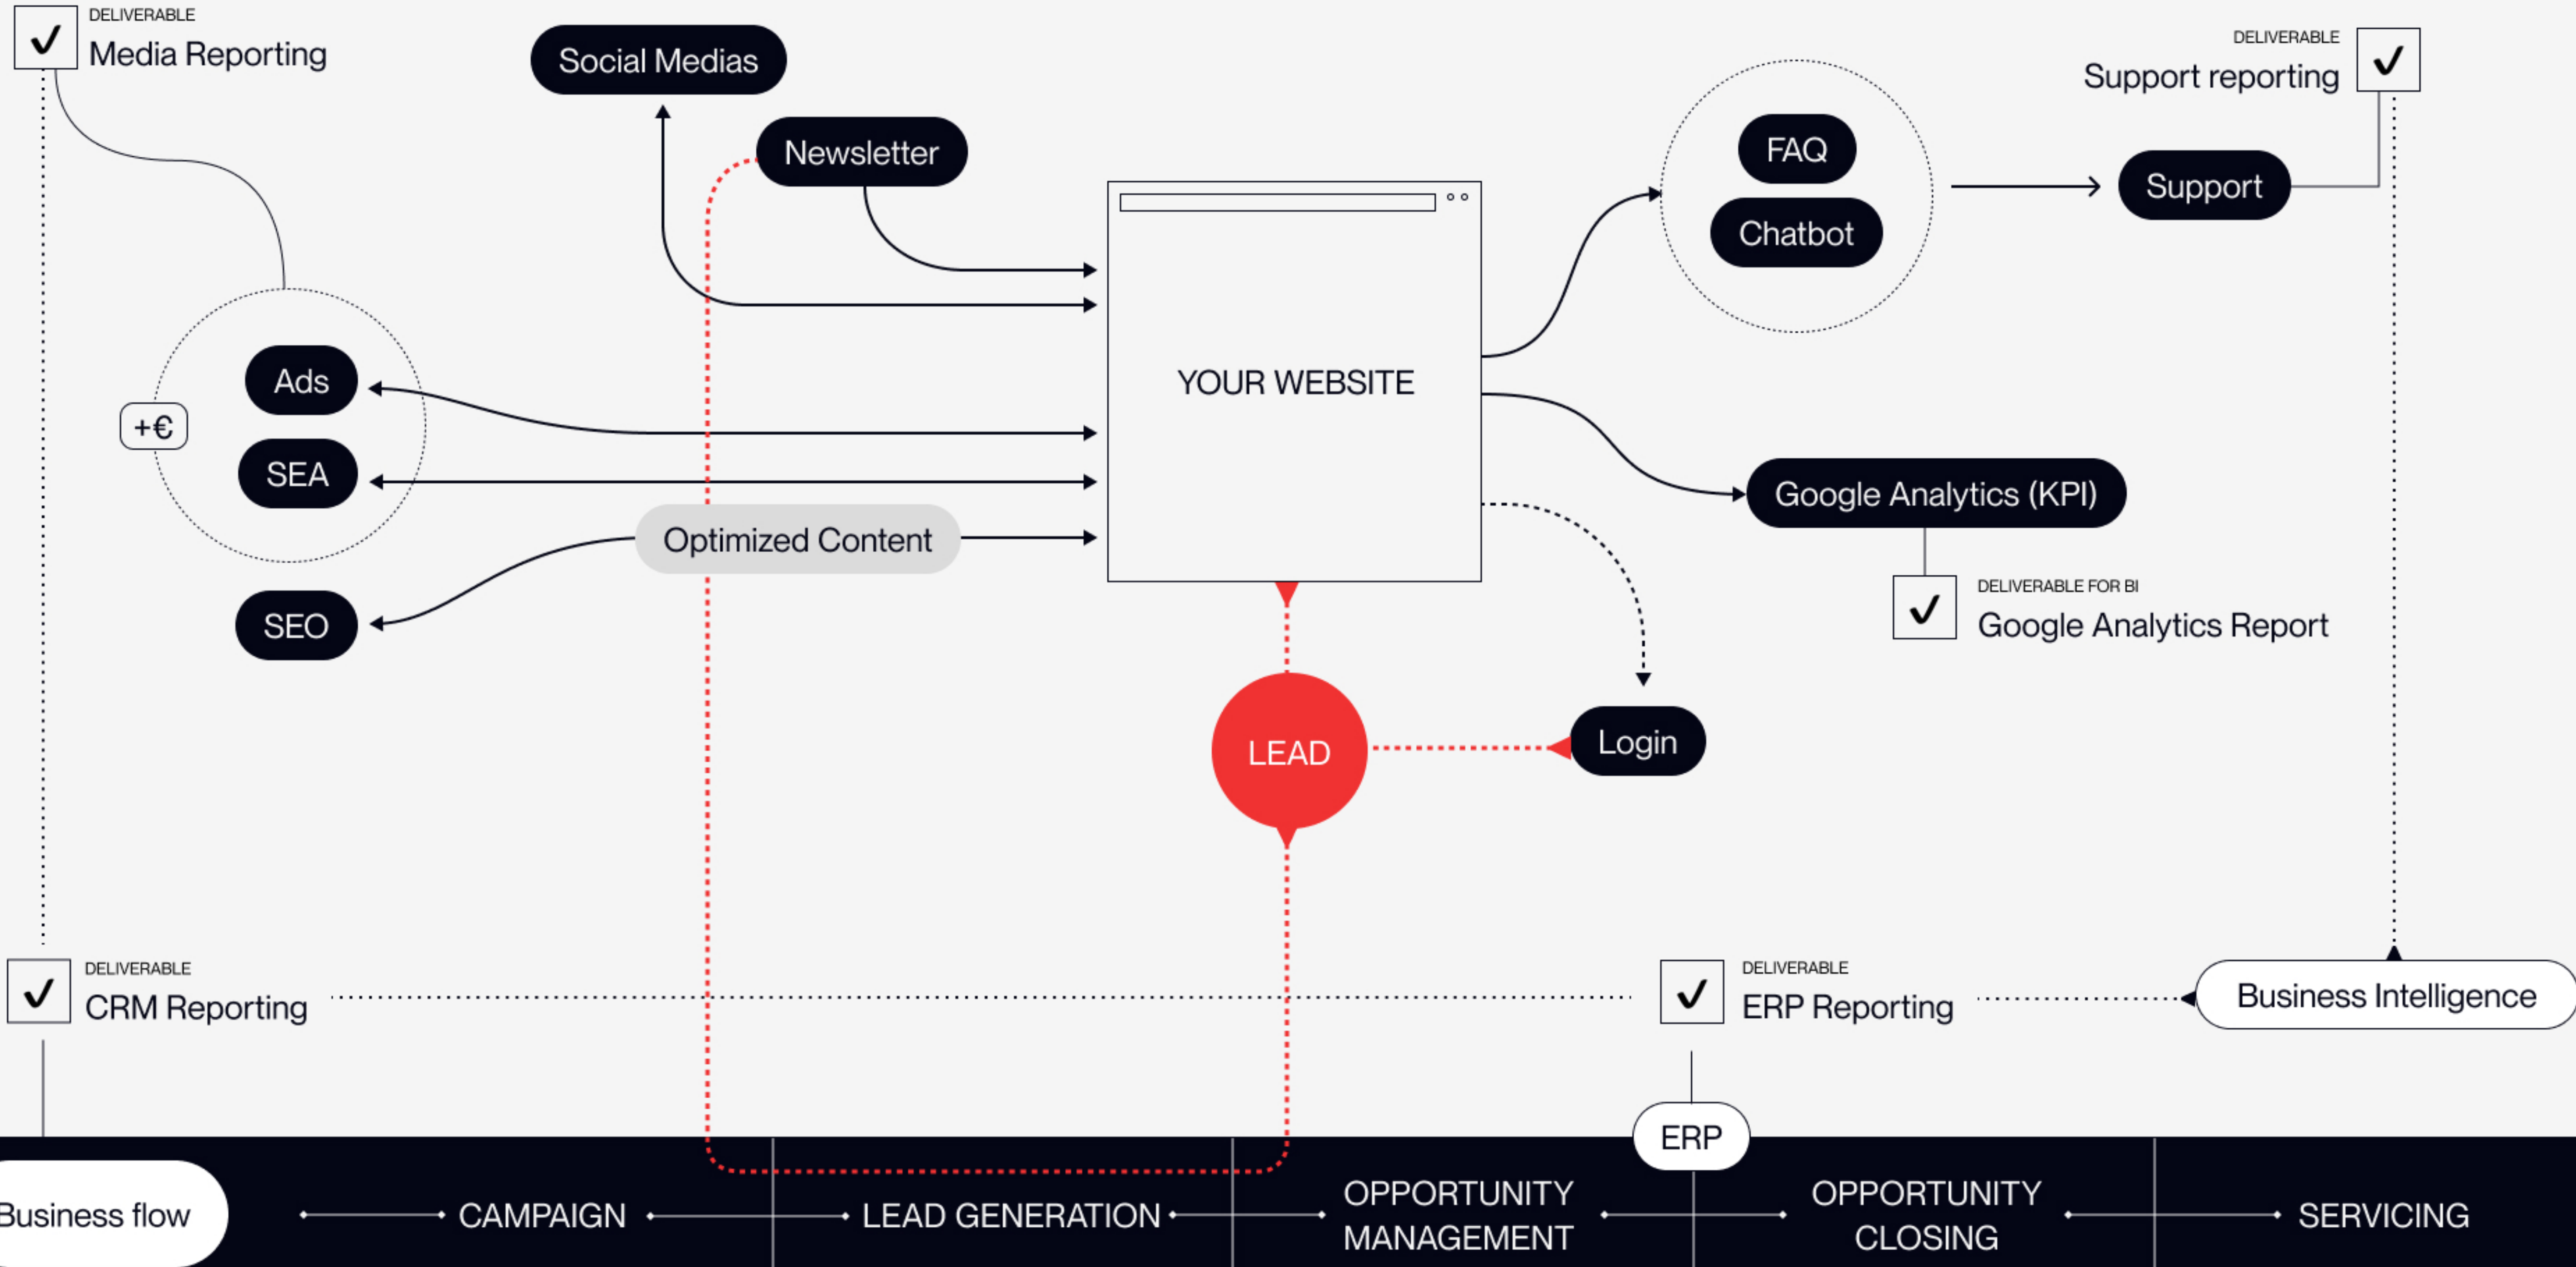 DELIVERABLE
Media Reporting
Social Medias
Newsletter
DELIVERABLE
Support reporting
FAQ
Chatbot
Support
YOUR WEBSITE
Ads
+€
SEA
SEO
Optimized Content
Google Analytics (KPI)
DELIVERABLE FOR BI
Google Analytics Report
LEAD
Login
DELIVERABLE
CRM Reporting
DELIVERABLE
ERP Reporting
Business Intelligence
ERP
Business flow
CAMPAIGN
LEAD GENERATION
OPPORTUNITY
MANAGEMENT
OPPORTUNITY
CLOSING
SERVICING